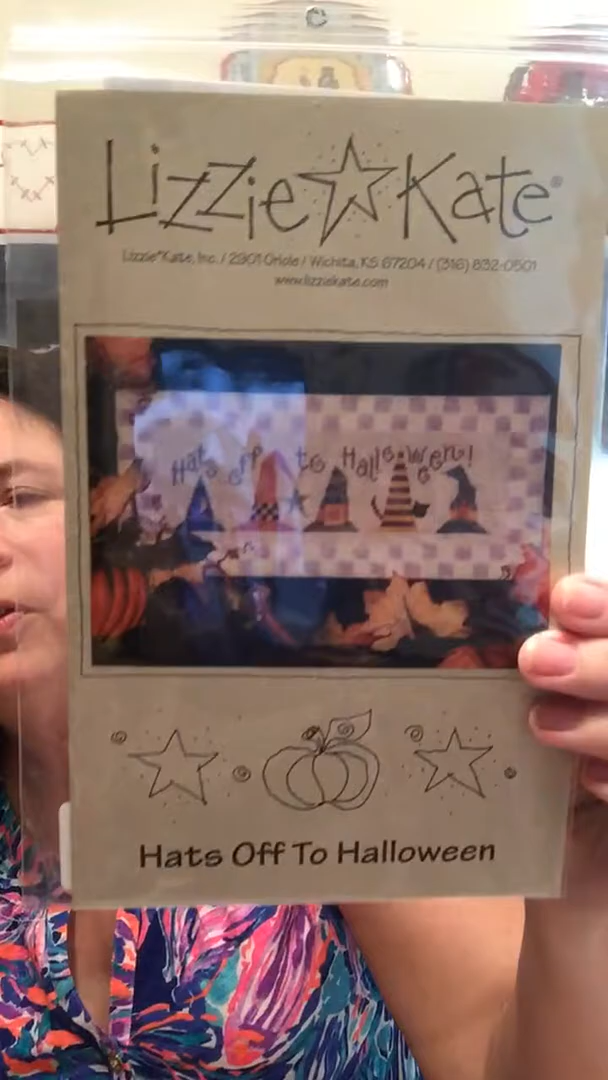 Lizzie Kate®
Lizzie*Kate, Inc. / 2901 Oriole / Wichita, KS 67204 / (316) 832-0501
www.lizziekate.com
Hats off to Halloween!
Hats Off To Halloween